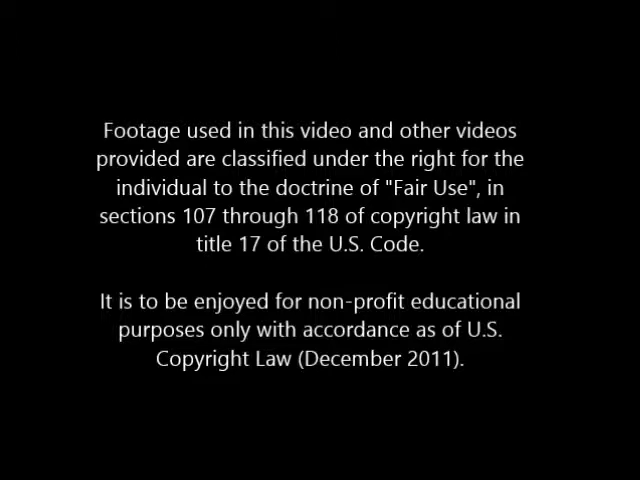 Footage used in this video and other videos
provided are classified under the right for the
individual to the doctrine of "Fair Use", in
sections 107 through 118 of copyright law in
title 17 of the U.S. Code.
It is to be enjoyed for non-profit educational
purposes only with accordance as of U.S.
Copyright Law (December 2011).